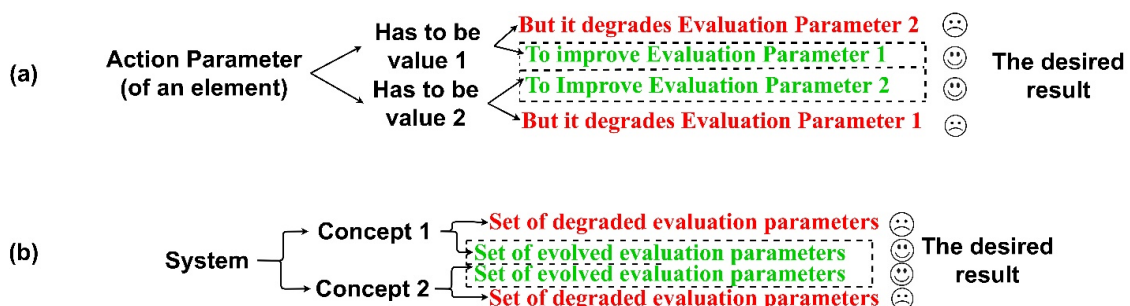 (a)
Action Parameter
(of an element)
Has to be
value 1
Has to be
value 2
But it degrades Evaluation Parameter 2
To improve Evaluation Parameter 1
To Improve Evaluation Parameter 2
But it degrades Evaluation Parameter 1
The desired
result
(b)
System
Concept 1
Concept 2
Set of degraded evaluation parameters
Set of evolved evaluation parameters
Set of evolved evaluation parameters
Set of degraded evaluation parameters
The desired
result